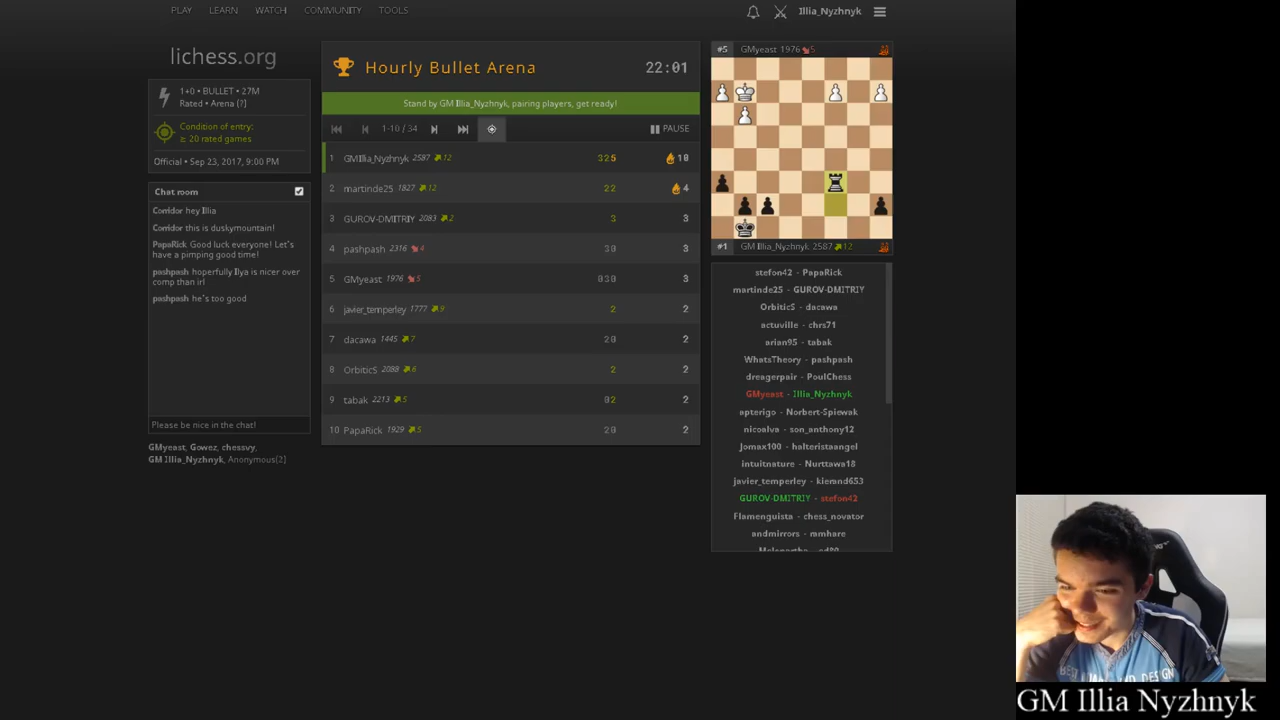 PLAY LEARN WATCH COMMUNITY TOOLS Illia_Nyzhnyk
lichess.org
1+0 • BULLET • 27M
Rated • Arena [?]
Condition of entry:
≥ 20 rated games
Official • Sep 23, 2017, 9:00 PM
Chat room
Corridor hey Illia
Corridor this is duskymountain!
PapaRick Good luck everyone! Let's
have a pimping good time!
pashpash hopefully Ilya is nicer over
comp than irl
pashpash he's too good
Please be nice in the chat!
GMyeast, Gowez, chessvy,
GM Illia_Nyzhnyk, Anonymous(2)
Hourly Bullet Arena 22:01
Stand by GM Illia_Nyzhnyk, pairing players, get ready!
1-10 / 34 PAUSE
1 GM Illia_Nyzhnyk 2587 12 325 10
2 martinde25 1827 12 22 4
3 GUROV-DMITRIY 2083 2 3 3
4 pashpash 2316 4 30 3
5 GMyeast 1976 5 030 3
6 javier_temperley 1777 9 2 2
7 dacawa 1445 7 20 2
8 OrbiticS 2088 6 2 2
9 tabak 2213 5 02 2
10 PapaRick 1929 5 20 2
#5 GMyeast 1976 5
#1 GM Illia_Nyzhnyk 2587 12
stefon42 - PapaRick
martinde25 - GUROV-DMITRIY
OrbiticS - dacawa
actuville - chrs71
arian95 - tabak
WhatsTheory - pashpash
dreagerpair - PoulChess
GMyeast - Illia_Nyzhnyk
apterigo - Norbert-Spiewak
nicoalva - son_anthony12
Jomax100 - halteristaangel
intuitnature - Nurttawa18
javier_temperley - kierand653
GUROV-DMITRIY - stefon42
Flamenguista - chess_novator
andmirrors - ramhare
GM Illia Nyzhnyk